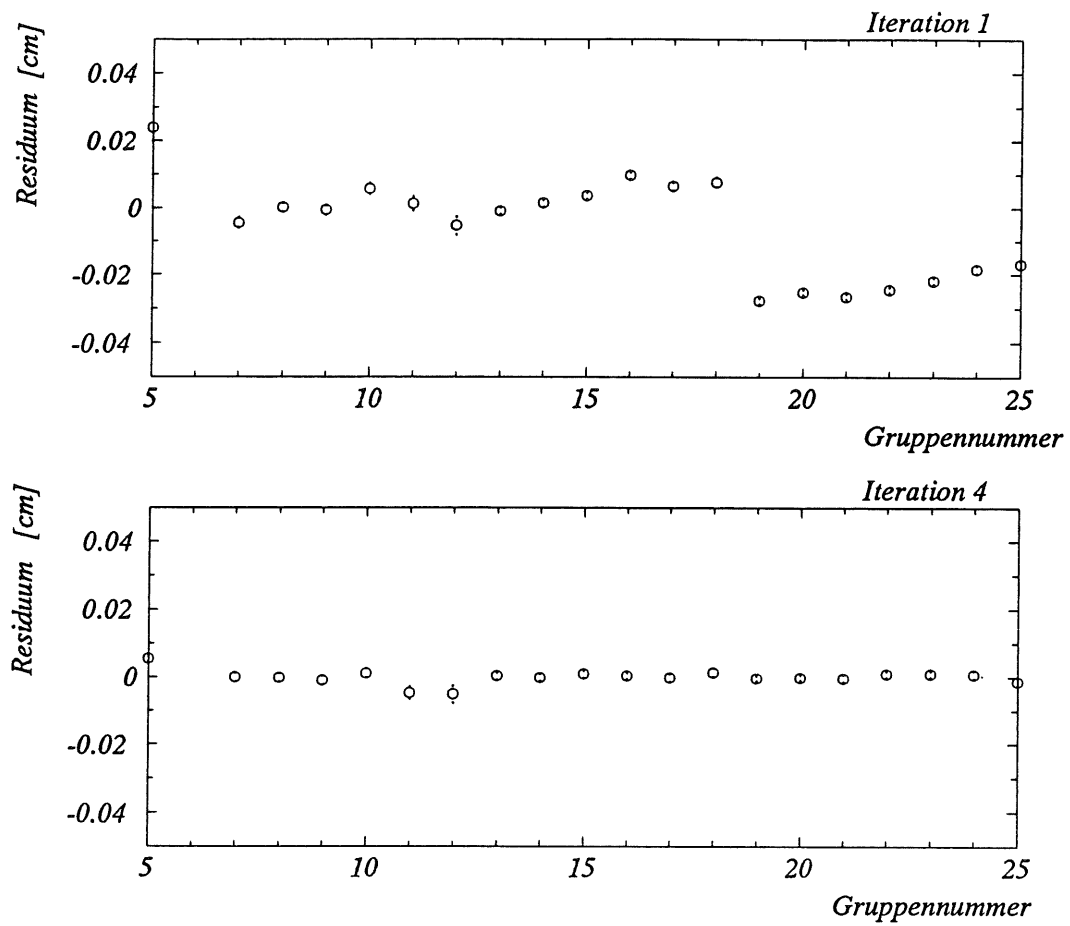 Iteration 1
Residuum [cm]
0.04
0.02
0
-0.02
-0.04
5 10 15 20 25
Gruppennummer
Iteration 4
Residuum [cm]
0.04
0.02
0
-0.02
-0.04
5 10 15 20 25
Gruppennummer